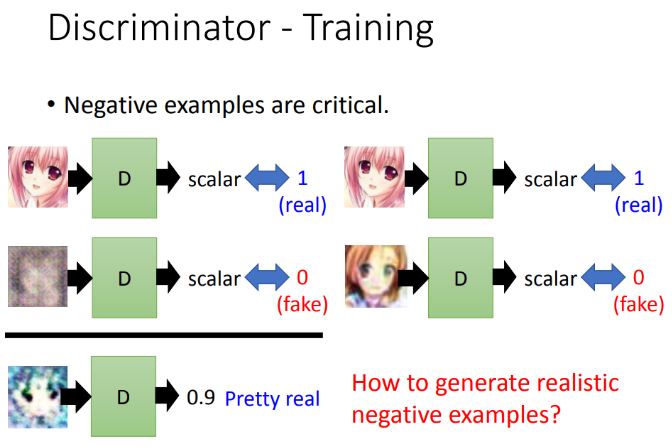 Discriminator - Training
• Negative examples are critical.
D scalar 1
(real)
D scalar 1
(real)
D scalar 0
(fake)
D scalar 0
(fake)
D 0.9 Pretty real
How to generate realistic
negative examples?